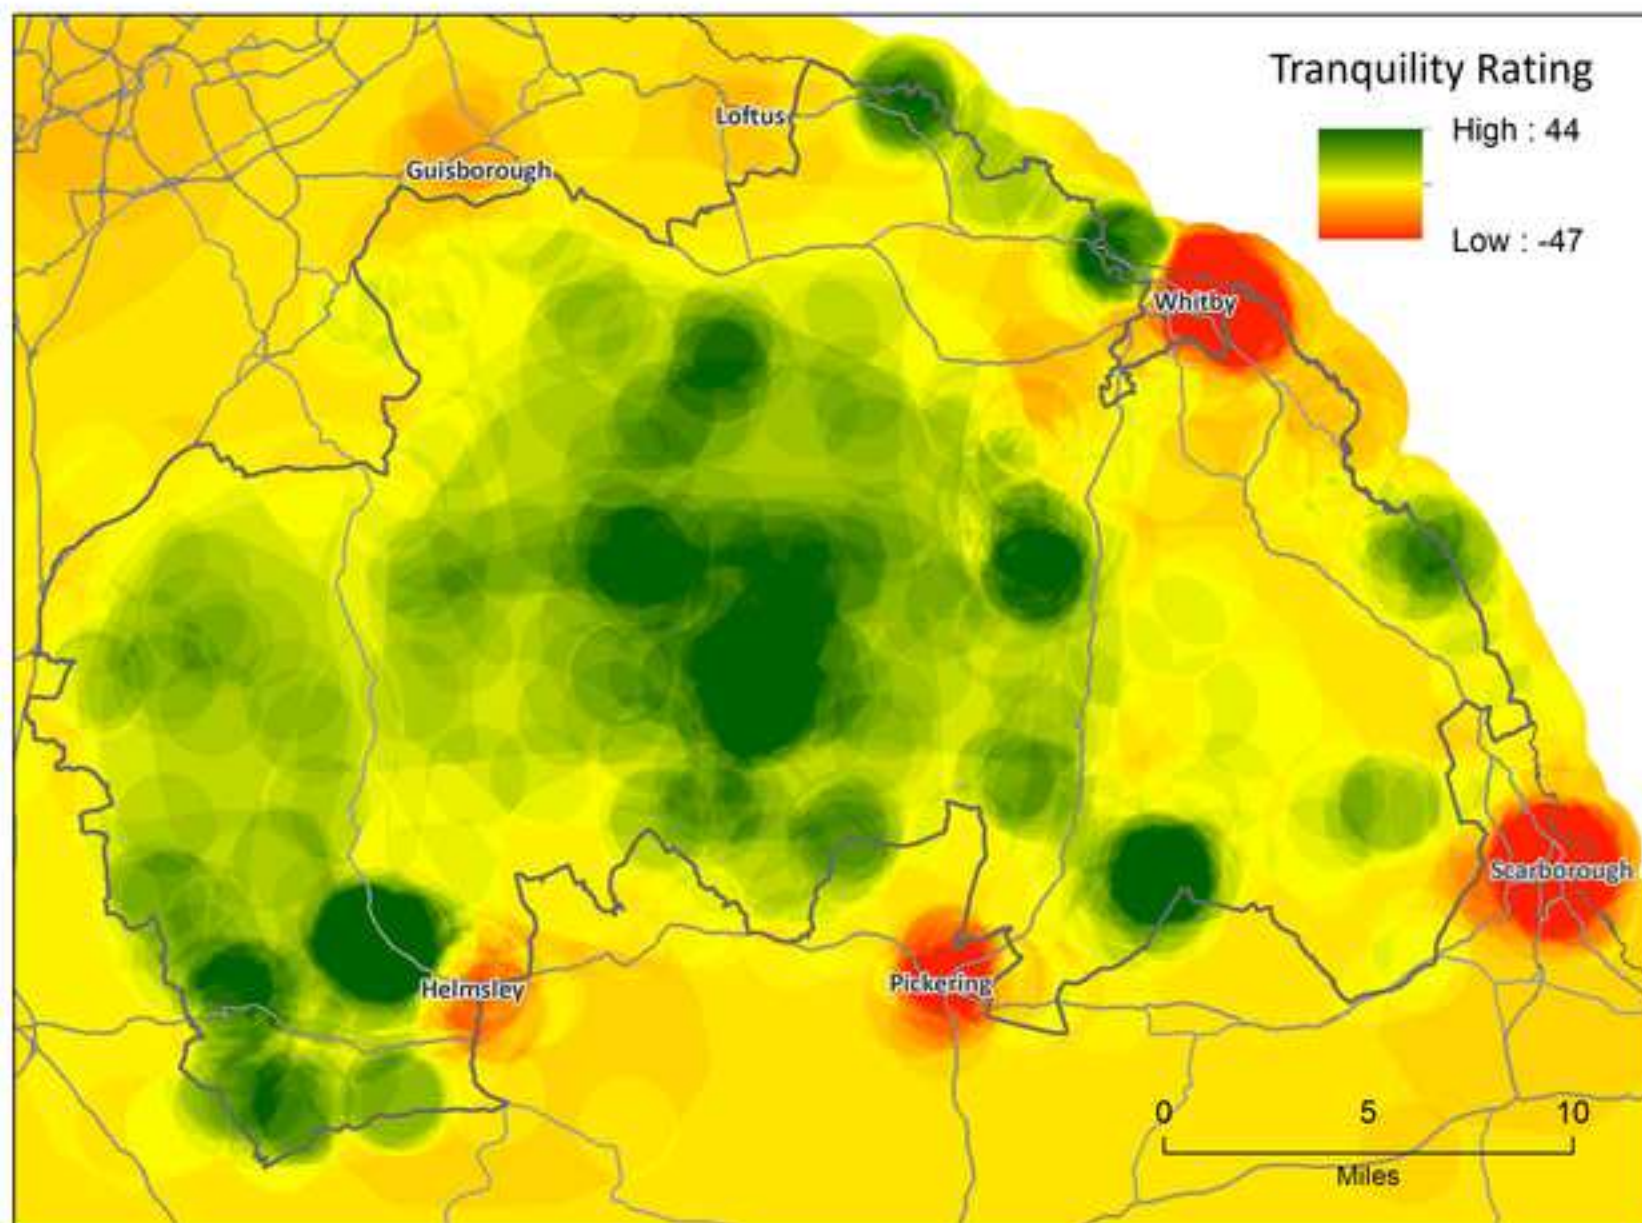 Tranquility Rating
High : 44
Low : -47
Loftus
Guisborough
Whitby
Scarborough
Helmsley
Pickering
0 5 10
Miles